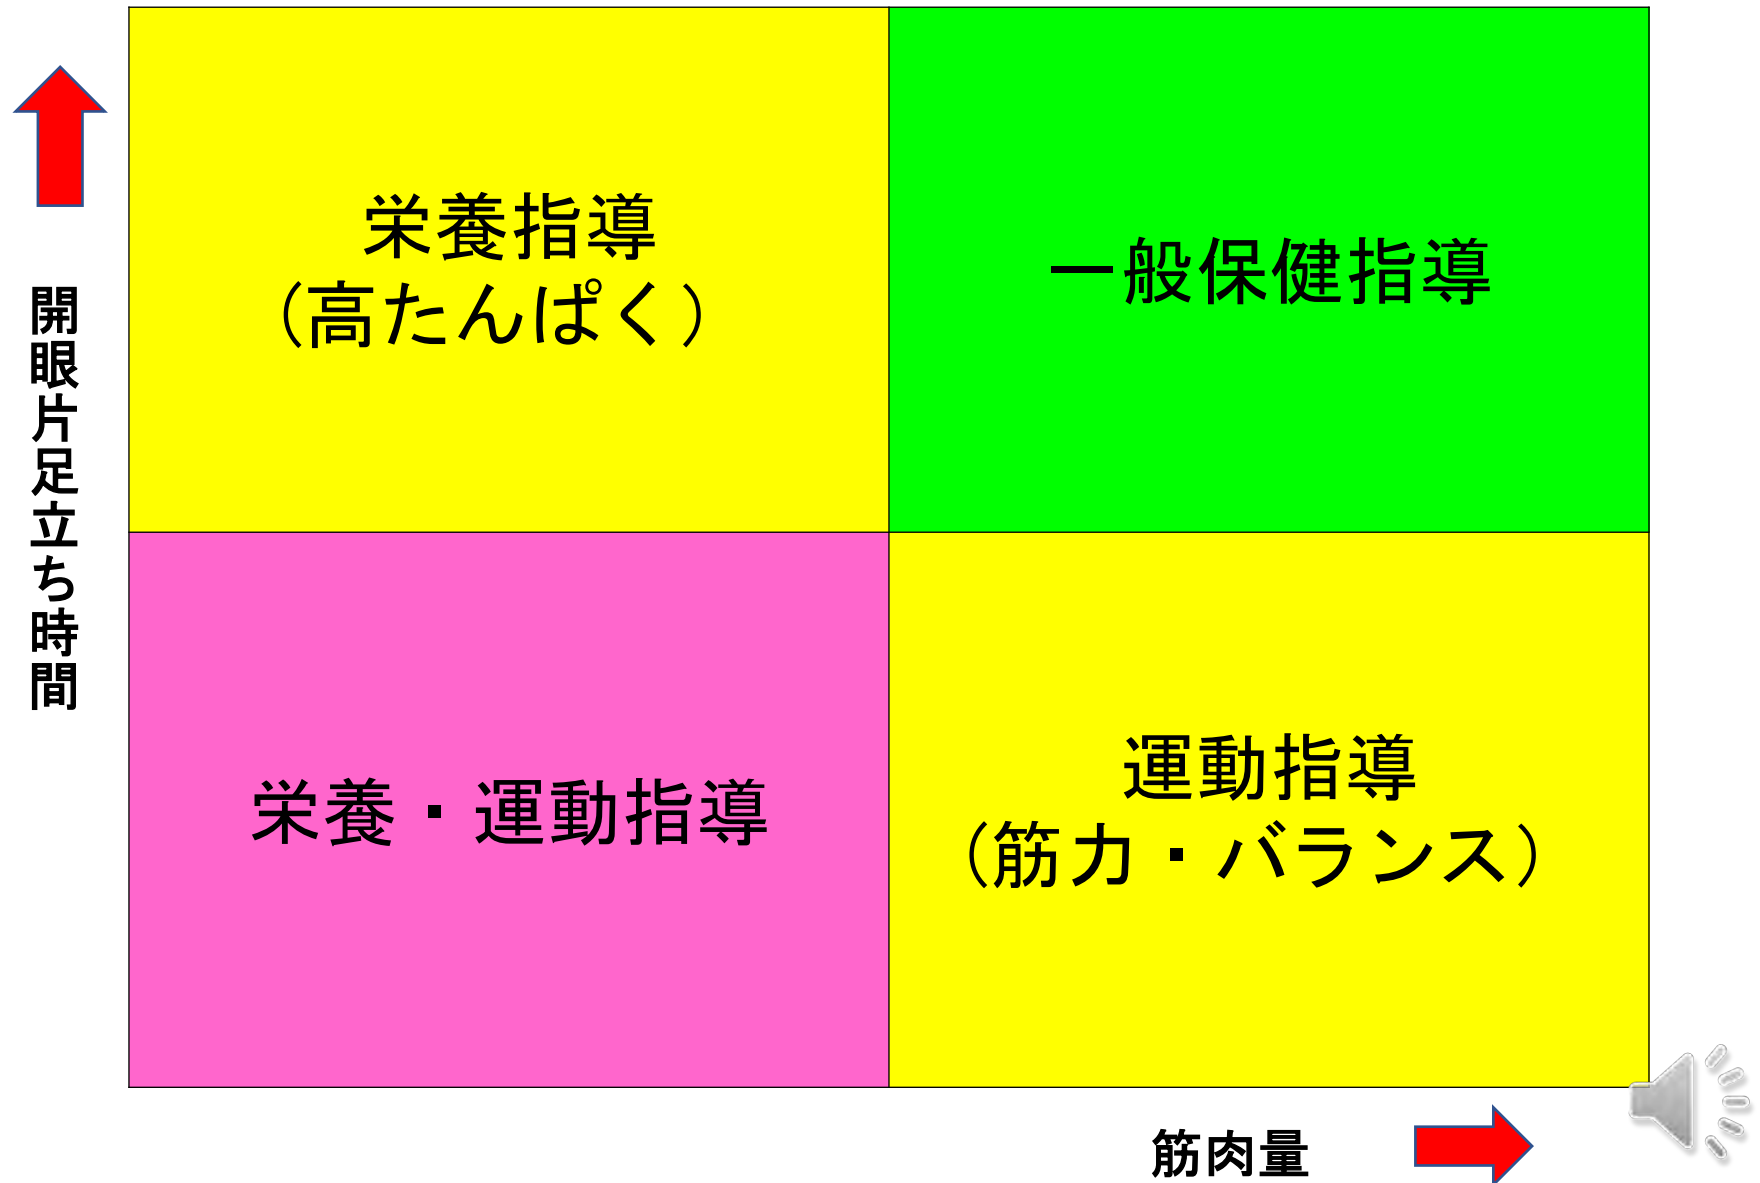 開眼片足立ち時間
栄養指導
（高たんぱく）
一般保健指導
栄養・運動指導
運動指導
（筋力・バランス）
筋肉量